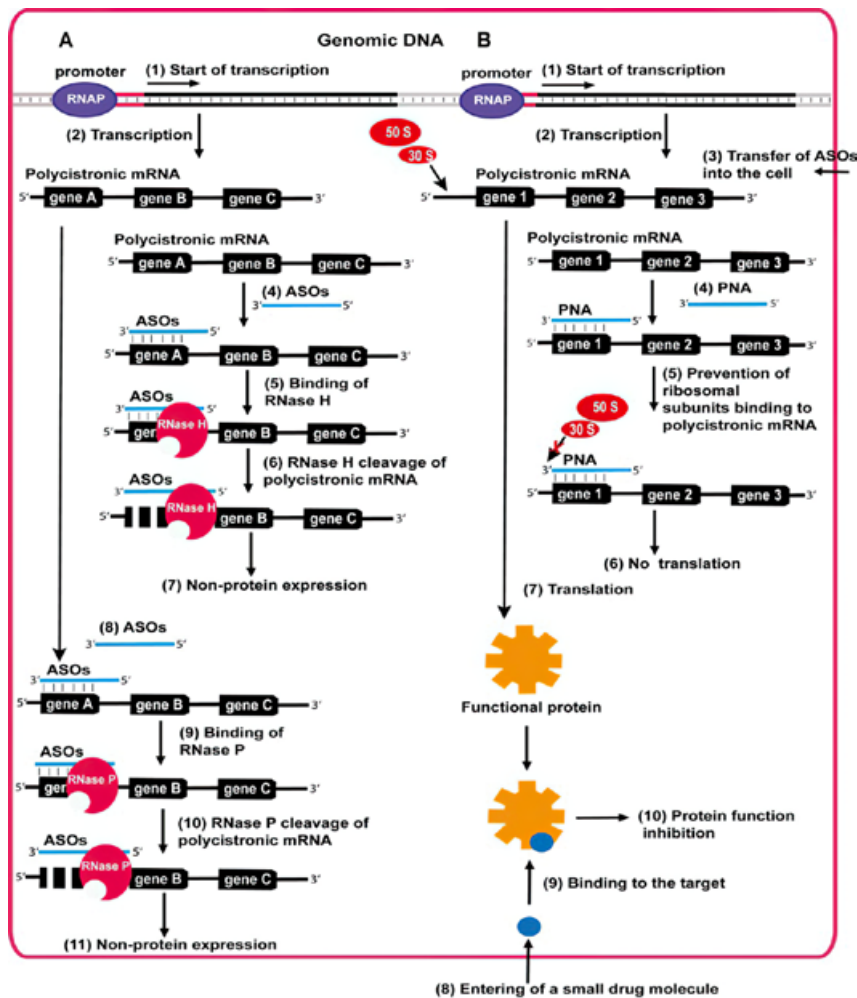 A
Genomic DNA
B
promoter
(1) Start of transcription
RNAP
promoter
(1) Start of transcription
RNAP
(2) Transcription
50 S
30 S
(2) Transcription
(3) Transfer of ASOs
into the cell
Polycistronic mRNA
5' gene A gene B gene C 3'
Polycistronic mRNA
5' gene 1 gene 2 gene 3 3'
Polycistronic mRNA
5' gene A gene B gene C 3'
(4) ASOs
3' 5'
ASOs
3' 5'
5' gene A gene B gene C 3'
(5) Binding of
RNase H
ASOs
3' 5'
RNase H
5' ger gene B gene C 3'
(6) RNase H cleavage of
polycistronic mRNA
ASOs
3' 5'
RNase H
5' gene B gene C 3'
(7) Non-protein expression
Polycistronic mRNA
5' gene 1 gene 2 gene 3 3'
(4) PNA
3' 5'
PNA
3' 5'
5' gene 1 gene 2 gene 3 3'
(5) Prevention of
ribosomal
subunits binding to
polycistronic mRNA
50 S
30 S
PNA
3' 5'
5' gene 1 gene 2 gene 3 3'
(6) No translation
(7) Translation
(8) ASOs
3' 5'
ASOs
3' 5'
5' gene A gene B gene C 3'
(9) Binding of
RNase P
ASOs
RNase P
5' ger gene B gene C 3'
(10) RNase P cleavage of
polycistronic mRNA
ASOs
3' 5'
RNase P
5' gene B gene C 3'
(11) Non-protein expression
Functional protein
(10) Protein function
inhibition
(9) Binding to the target
(8) Entering of a small drug molecule